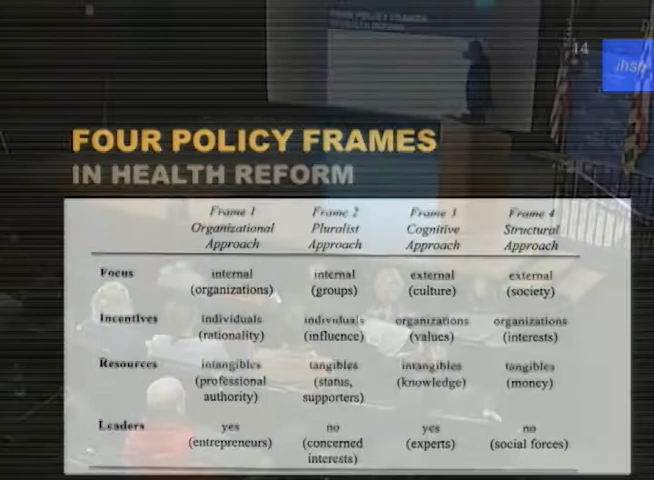 14
ihsp
FOUR POLICY FRAMES
IN HEALTH REFORM
Frame 1 Frame 2 Frame 3 Frame 4
Organizational Pluralist Cognitive Structural
Approach Approach Approach Approach
Focus internal internal external external
(organizations) (groups) (culture) (society)
Incentives individuals individuals organizations organizations
(rationality) (influence) (values) (interests)
Resources intangibles tangibles intangibles tangibles
(professional (status, (knowledge) (money)
authority) supporters)
Leaders yes no yes no
(entrepreneurs) (concerned (experts) (social forces)
interests)